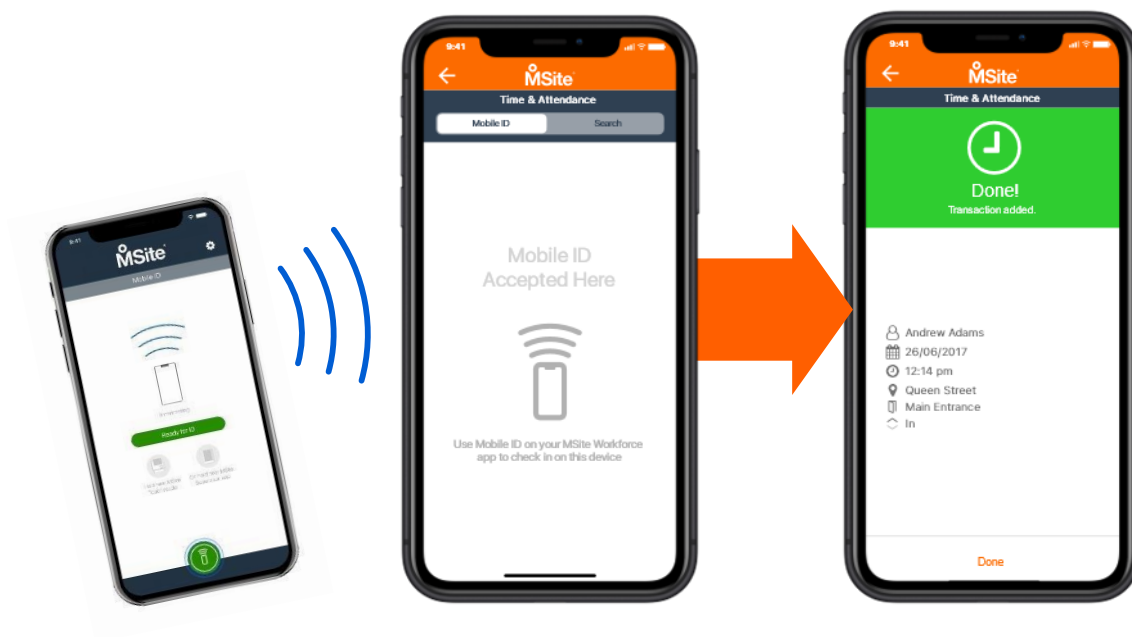 9:41
MSite
Mobile ID
Ready for ID
9:41
MSite
Time & Attendance
Mobile ID
Search
Mobile ID
Accepted Here
Use Mobile ID on your MSite Workforce
app to check in on this device
9:41
MSite
Time & Attendance
Done!
Transaction added.
Andrew Adams
26/06/2017
12:14 pm
Queen Street
Main Entrance
In
Done